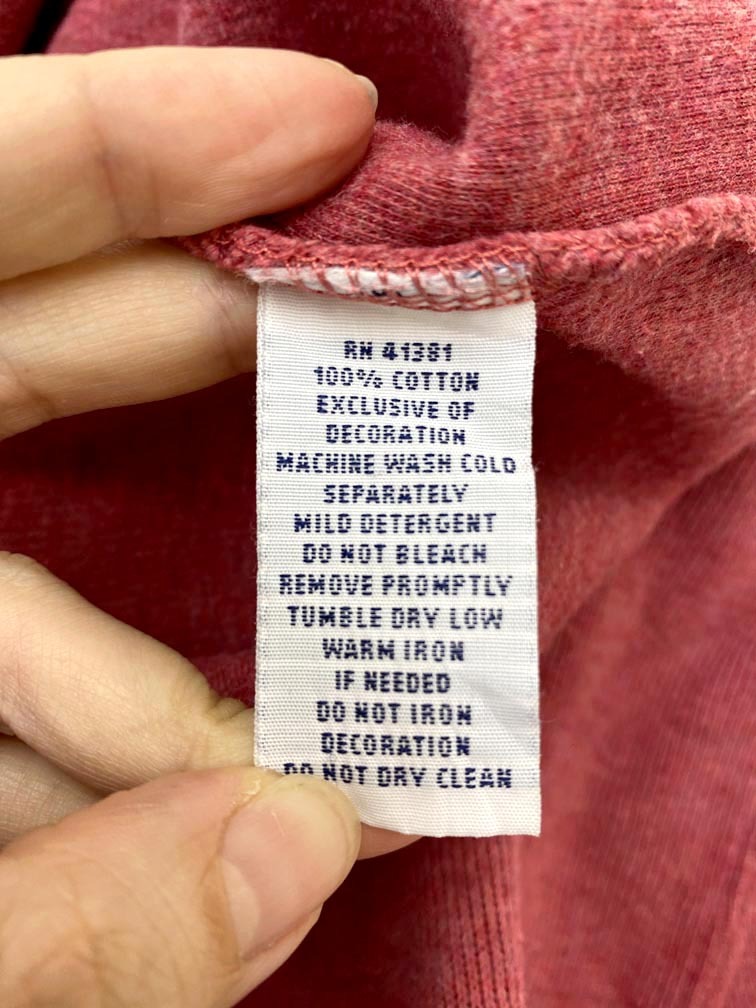 RN 41381
100% COTTON
EXCLUSIVE OF
DECORATION
MACHINE WASH COLD
SEPARATELY
MILD DETERGENT
DO NOT BLEACH
REMOVE PROMPTLY
TUMBLE DRY LOW
WARM IRON
IF NEEDED
DO NOT IRON
DECORATION
DO NOT DRY CLEAN